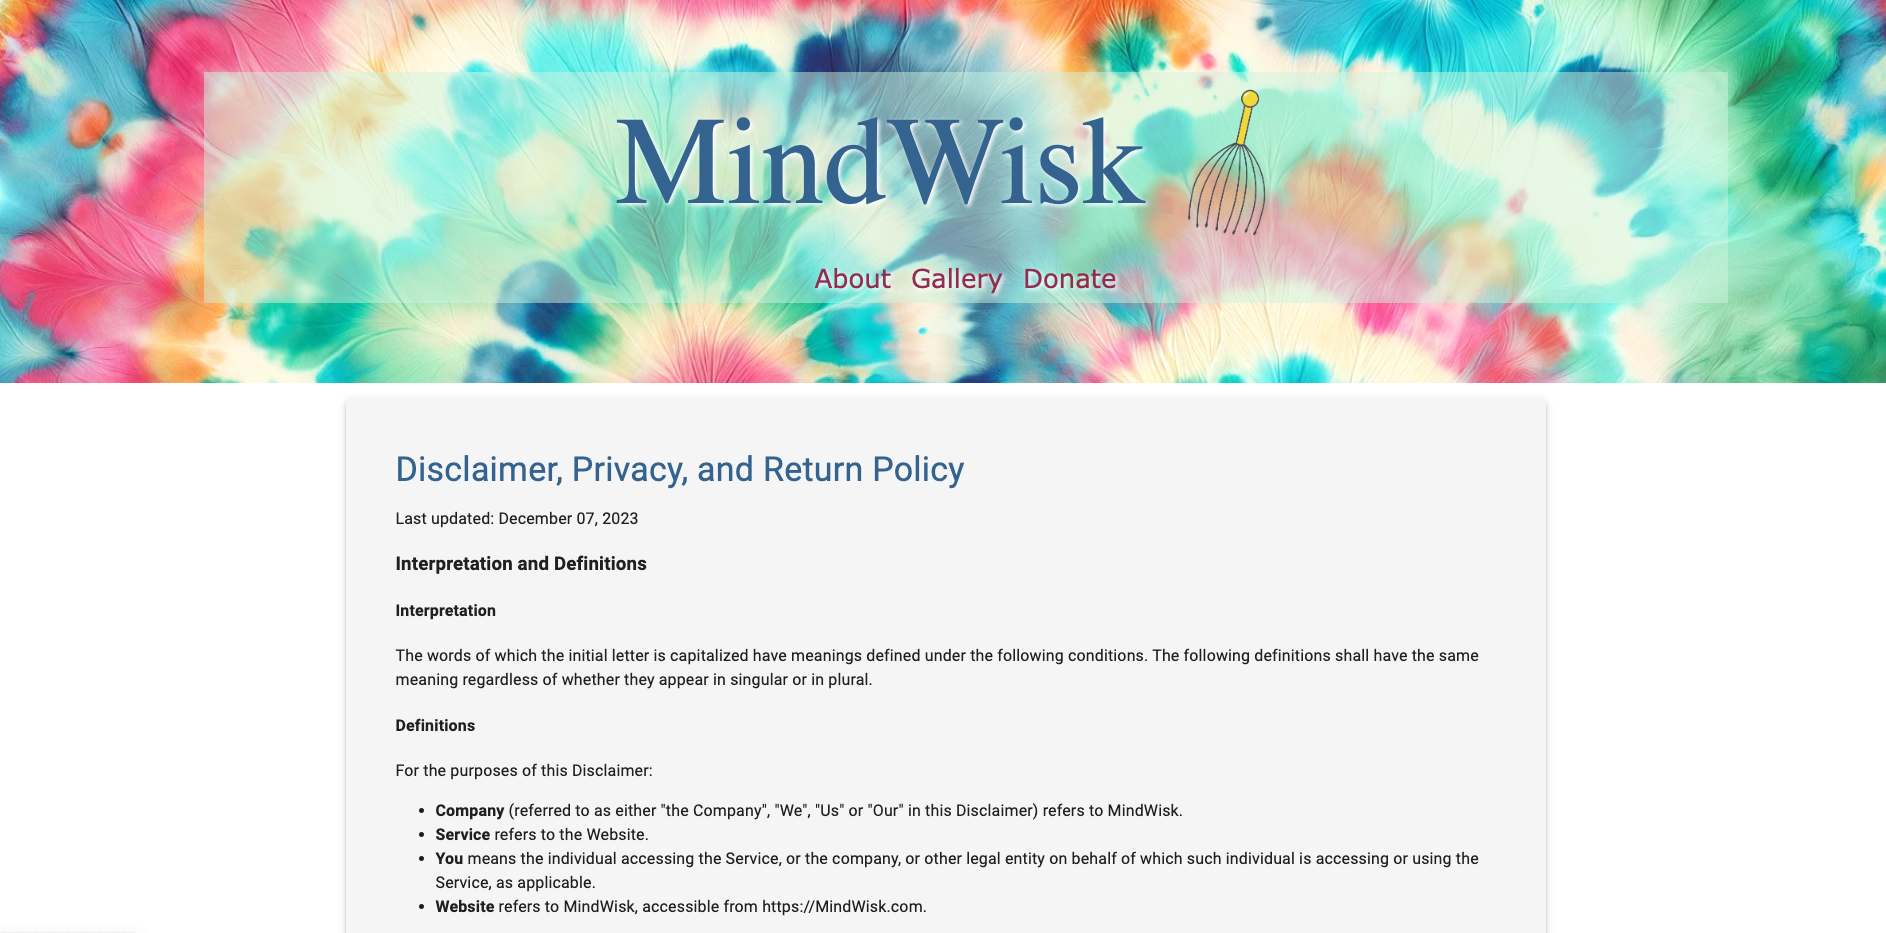 MindWisk
About Gallery Donate
Disclaimer, Privacy, and Return Policy
Last updated: December 07, 2023
Interpretation and Definitions
Interpretation
The words of which the initial letter is capitalized have meanings defined under the following conditions. The following definitions shall have the same
meaning regardless of whether they appear in singular or in plural.
Definitions
For the purposes of this Disclaimer:
• Company (referred to as either "the Company", "We", "Us" or "Our" in this Disclaimer) refers to MindWisk.
• Service refers to the Website.
• You means the individual accessing the Service, or the company, or other legal entity on behalf of which such individual is accessing or using the
Service, as applicable.
• Website refers to MindWisk, accessible from https://MindWisk.com.